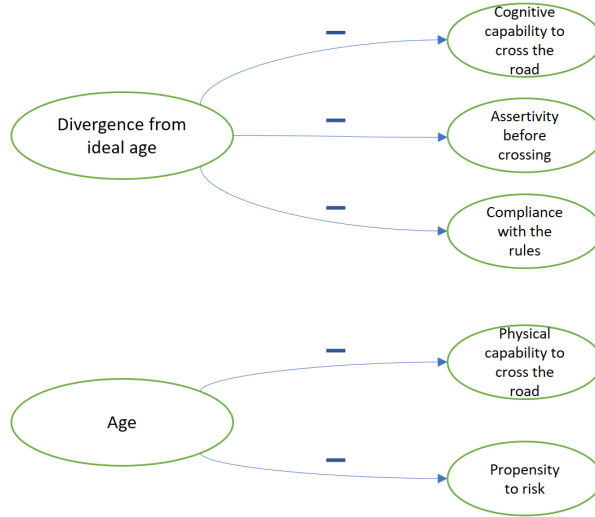 Cognitive
capability to
cross the
road
Divergence from
ideal age
Assertivity
before
crossing
Compliance
with the
rules
Physical
capability to
cross the
road
Age
Propensity
to risk